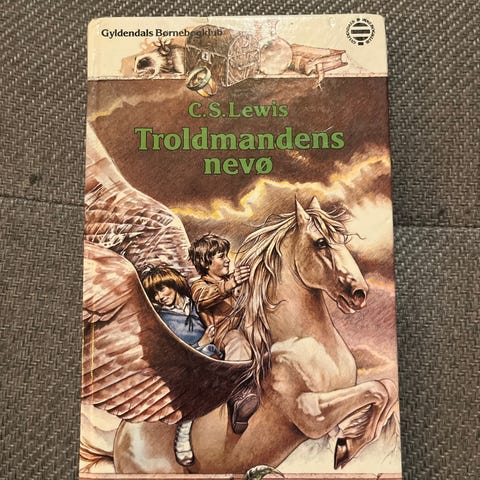 Gyldendals Børnebogklub
C.S.Lewis
Troldmandens
nevø